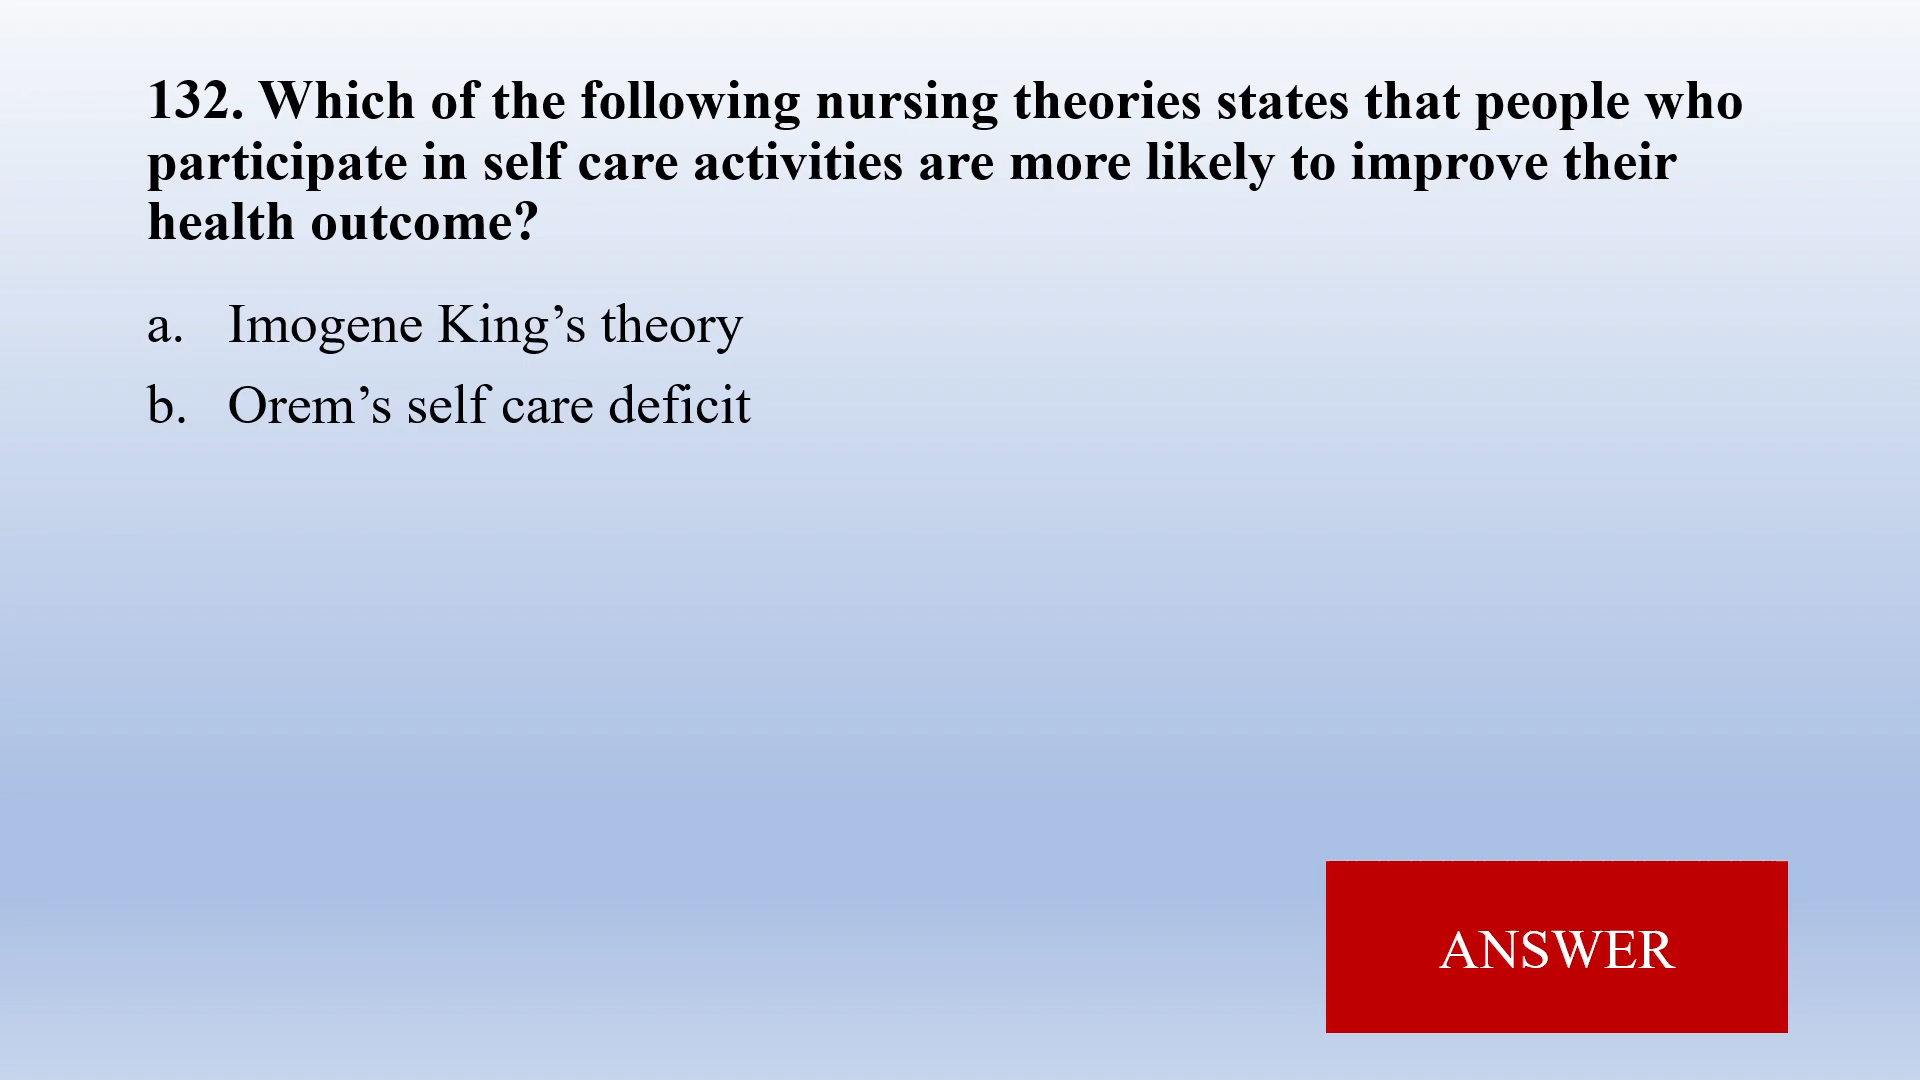 132. Which of the following nursing theories states that people who
participate in self care activities are more likely to improve their
health outcome?
a. Imogene King’s theory
b. Orem’s self care deficit
ANSWER